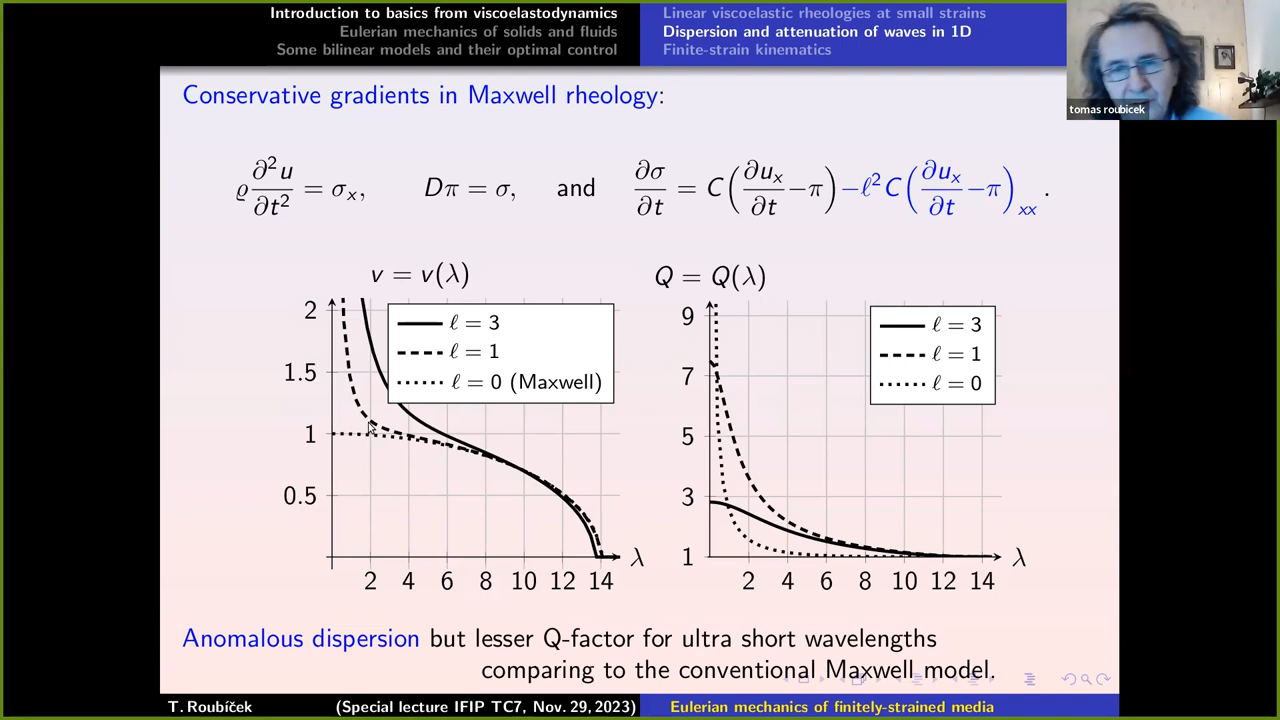 Introduction to basics from viscoelastodynamics
Eulerian mechanics of solids and fluids
Some bilinear models and their optimal control
Linear viscoelastic rheologies at small strains
Dispersion and attenuation of waves in 1D
Finite-strain kinematics
tomas roubicek
Conservative gradients in Maxwell rheology:
ϱ ∂²u/∂t² = σₓ, Dπ = σ, and ∂σ/∂t = C(∂uₓ/∂t−π)−ℓ²C(∂uₓ/∂t−π)ₓₓ.
v = v(λ)
2
1.5
1
0.5
ℓ = 3
ℓ = 1
ℓ = 0 (Maxwell)
2 4 6 8 10 12 14
λ
Q = Q(λ)
9
7
5
3
1
ℓ = 3
ℓ = 1
ℓ = 0
2 4 6 8 10 12 14
λ
Anomalous dispersion but lesser Q-factor for ultra short wavelengths
comparing to the conventional Maxwell model.
T. Roubíček (Special lecture IFIP TC7, Nov. 29, 2023) Eulerian mechanics of finitely-strained media